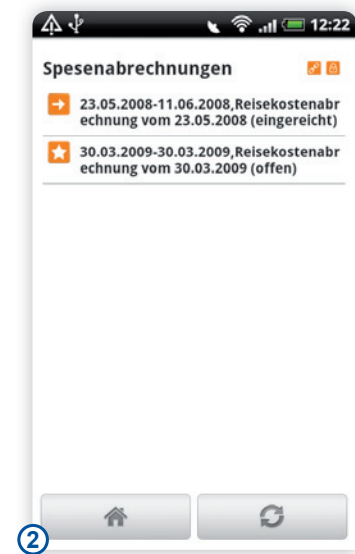 12:22
Spesenabrechnungen
23.05.2008-11.06.2008,Reisekostenabr
echnung vom 23.05.2008 (eingereicht)
30.03.2009-30.03.2009,Reisekostenabr
echnung vom 30.03.2009 (offen)
2